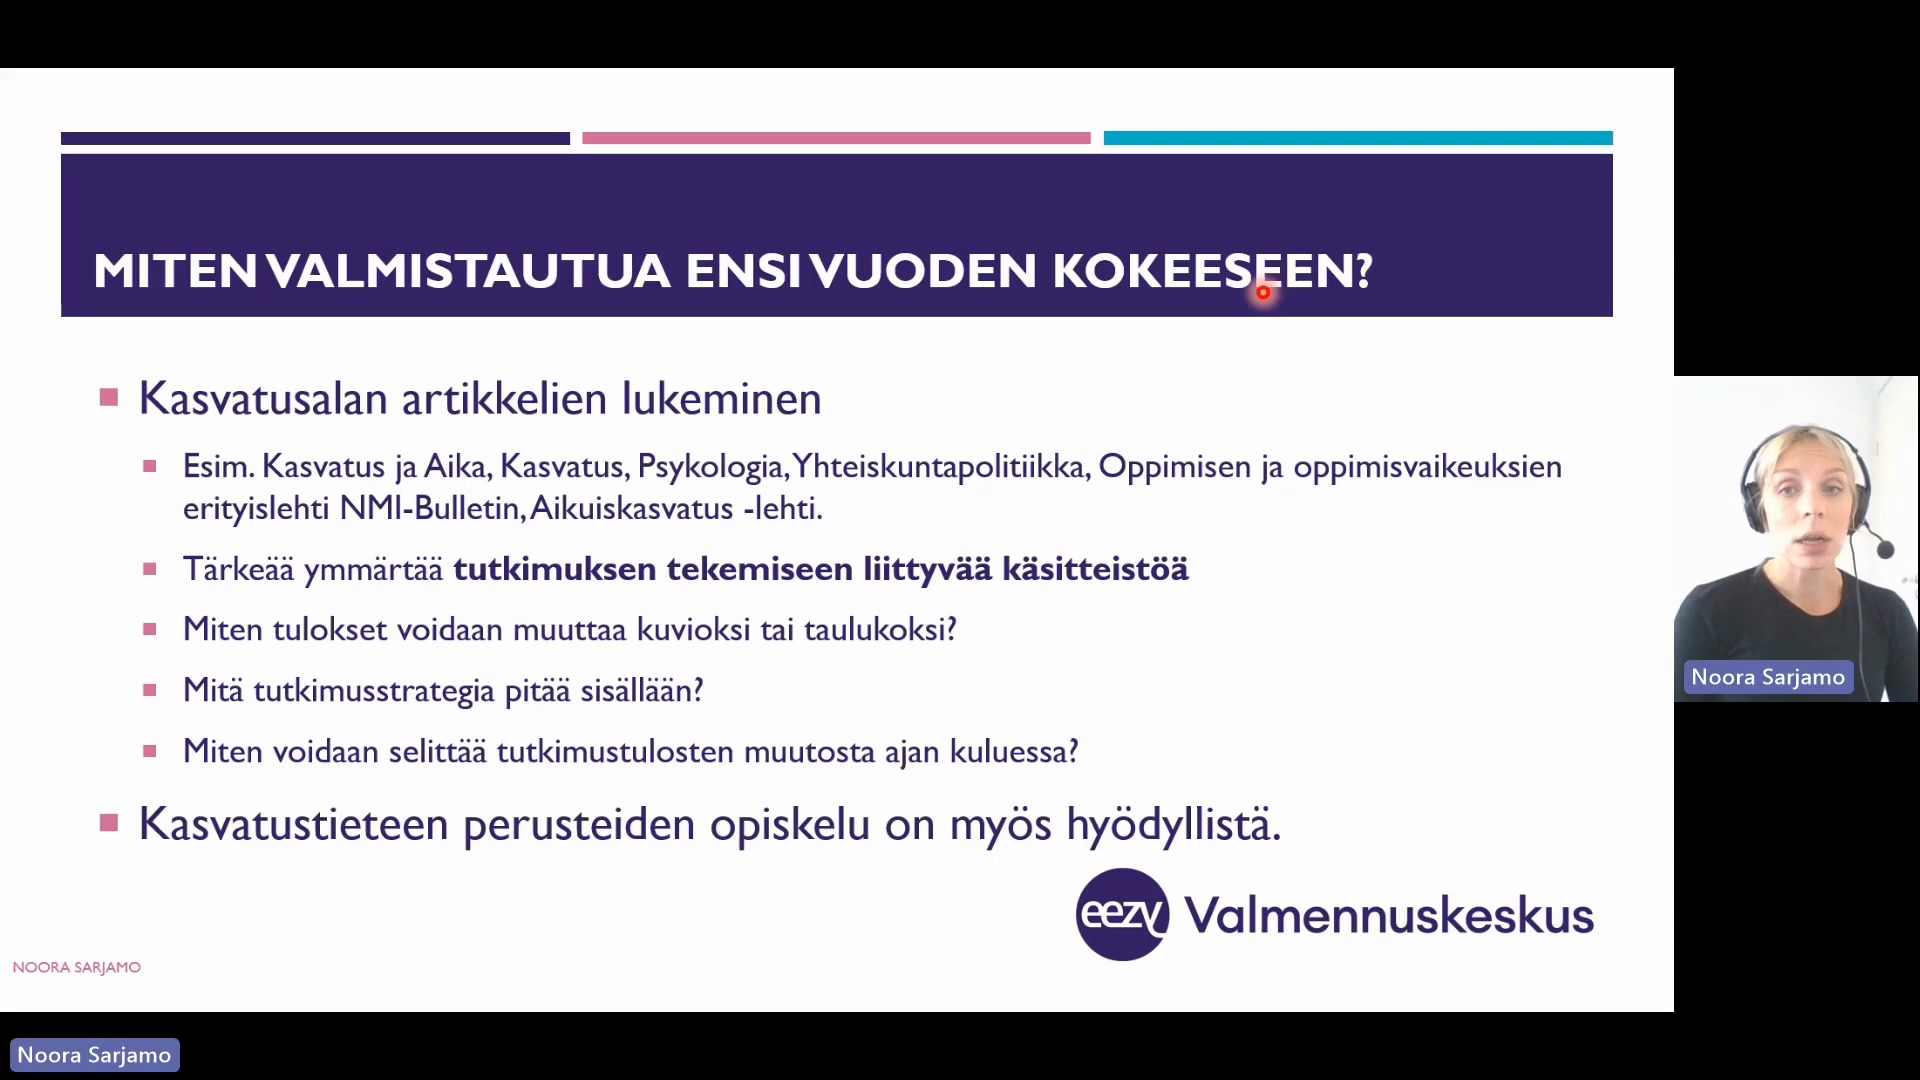 MITEN VALMISTAUTUA ENSI VUODEN KOKEESEEN?
Kasvatusalan artikkelien lukeminen
Esim. Kasvatus ja Aika, Kasvatus, Psykologia, Yhteiskuntapolitiikka, Oppimisen ja oppimisvaikeuksien
erityislehti NMI-Bulletin, Aikuiskasvatus -lehti.
Tärkeää ymmärtää tutkimuksen tekemiseen liittyvää käsitteistöä
Miten tulokset voidaan muuttaa kuvioksi tai taulukoksi?
Mitä tutkimusstrategia pitää sisällään?
Miten voidaan selittää tutkimustulosten muutosta ajan kuluessa?
Kasvatustieteen perusteiden opiskelu on myös hyödyllistä.
eezy Valmennuskeskus
NOORA SARJAMO
Noora Sarjamo
Noora Sarjamo